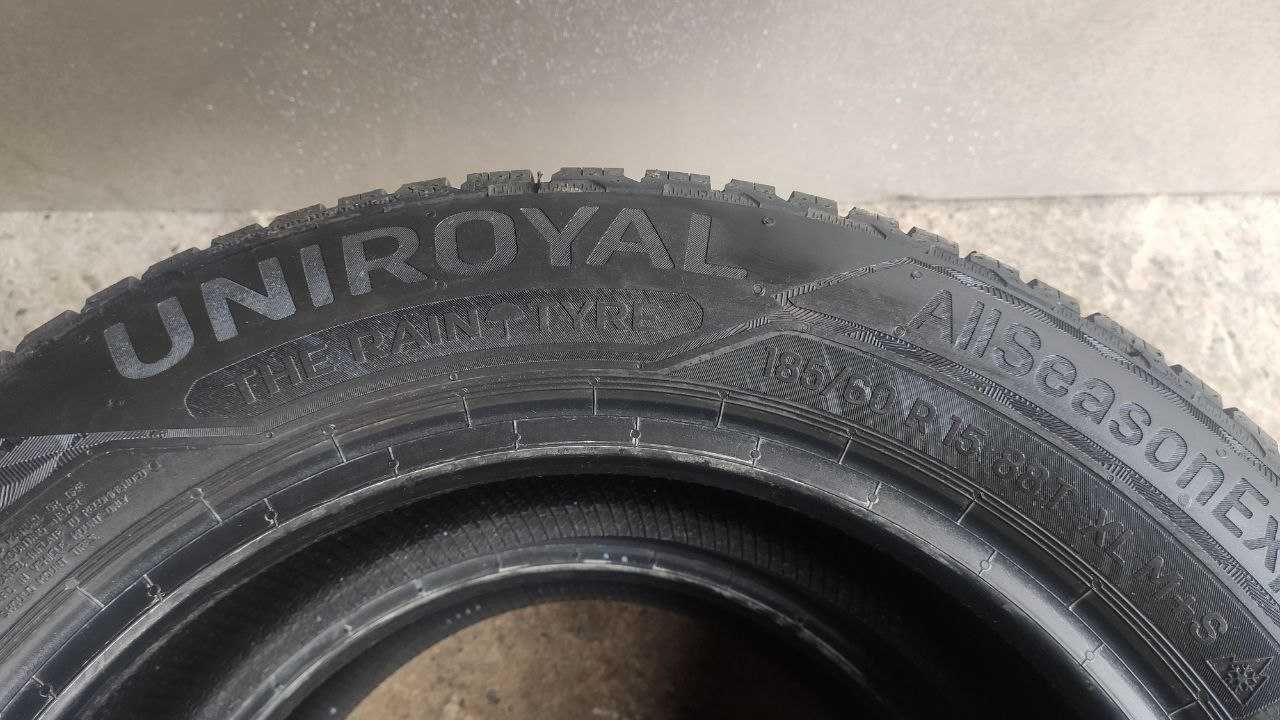 UNIROYAL
THE RAIN TYRE
AllSeasonEx
185/60 R 15 88T XL M+S